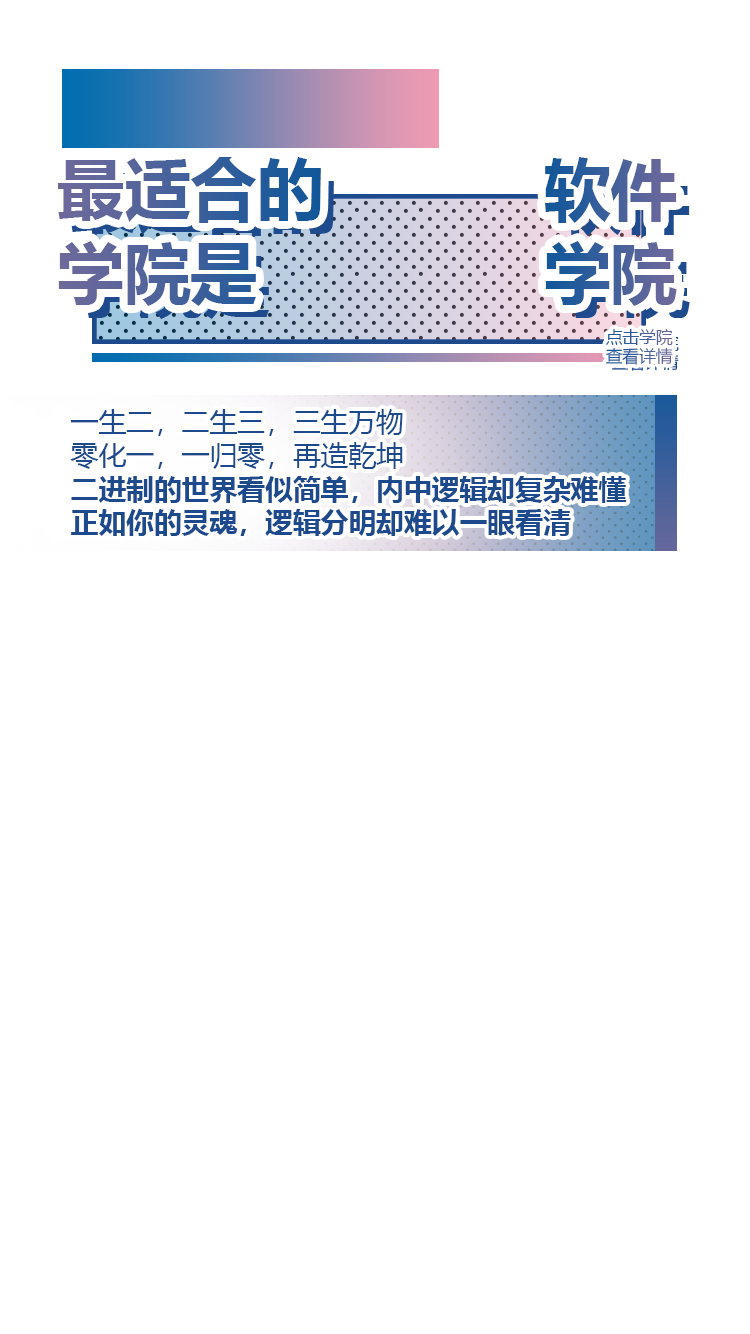 最适合的
学院是
软件
学院
点击学院
查看详情
一生二，二生三，三生万物
零化一，一归零，再造乾坤
二进制的世界看似简单，内中逻辑却复杂难懂
正如你的灵魂，逻辑分明却难以一眼看清